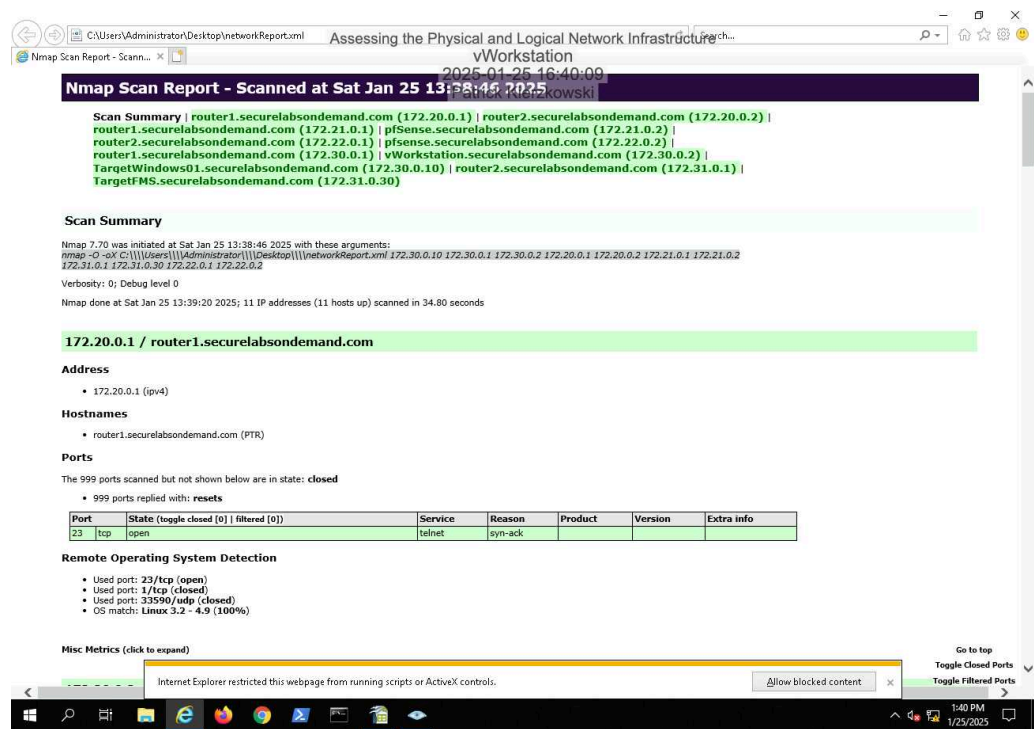 C:\Users\Administrator\Desktop\networkReport.xml
Search...
Assessing the Physical and Logical Network Infrastructure
Nmap Scan Report - Scann...
vWorkstation
2025-01-25 16:40:09
Patrick Kierzkowski
Nmap Scan Report - Scanned at Sat Jan 25 13:38:46 2025
Scan Summary | router1.securelabsondemand.com (172.20.0.1) | router2.securelabsondemand.com (172.20.0.2) |
router1.securelabsondemand.com (172.21.0.1) | pfSense.securelabsondemand.com (172.21.0.2) |
router2.securelabsondemand.com (172.22.0.1) | pfsense.securelabsondemand.com (172.22.0.2) |
router1.securelabsondemand.com (172.30.0.1) | vWorkstation.securelabsondemand.com (172.30.0.2) |
TargetWindows01.securelabsondemand.com (172.30.0.10) | router2.securelabsondemand.com (172.31.0.1) |
TargetFMS.securelabsondemand.com (172.31.0.30)
Scan Summary
Nmap 7.70 was initiated at Sat Jan 25 13:38:46 2025 with these arguments:
nmap -O -oX C:\\\\Users\\\\Administrator\\\\Desktop\\\\networkReport.xml 172.30.0.10 172.30.0.1 172.30.0.2 172.20.0.1 172.20.0.2 172.21.0.1 172.21.0.2
172.31.0.1 172.31.0.30 172.22.0.1 172.22.0.2
Verbosity: 0; Debug level 0
Nmap done at Sat Jan 25 13:39:20 2025; 11 IP addresses (11 hosts up) scanned in 34.80 seconds
172.20.0.1 / router1.securelabsondemand.com
Address
• 172.20.0.1 (ipv4)
Hostnames
• router1.securelabsondemand.com (PTR)
Ports
The 999 ports scanned but not shown below are in state: closed
• 999 ports replied with: resets
Port State (toggle closed [0] | filtered [0]) Service Reason Product Version Extra info
23 tcp open telnet syn-ack
Remote Operating System Detection
• Used port: 23/tcp (open)
• Used port: 1/tcp (closed)
• Used port: 33590/udp (closed)
• OS match: Linux 3.2 - 4.9 (100%)
Misc Metrics (click to expand)
Go to top
Toggle Closed Ports
Toggle Filtered Ports
Internet Explorer restricted this webpage from running scripts or ActiveX controls.
Allow blocked content
1:40 PM
1/25/2025